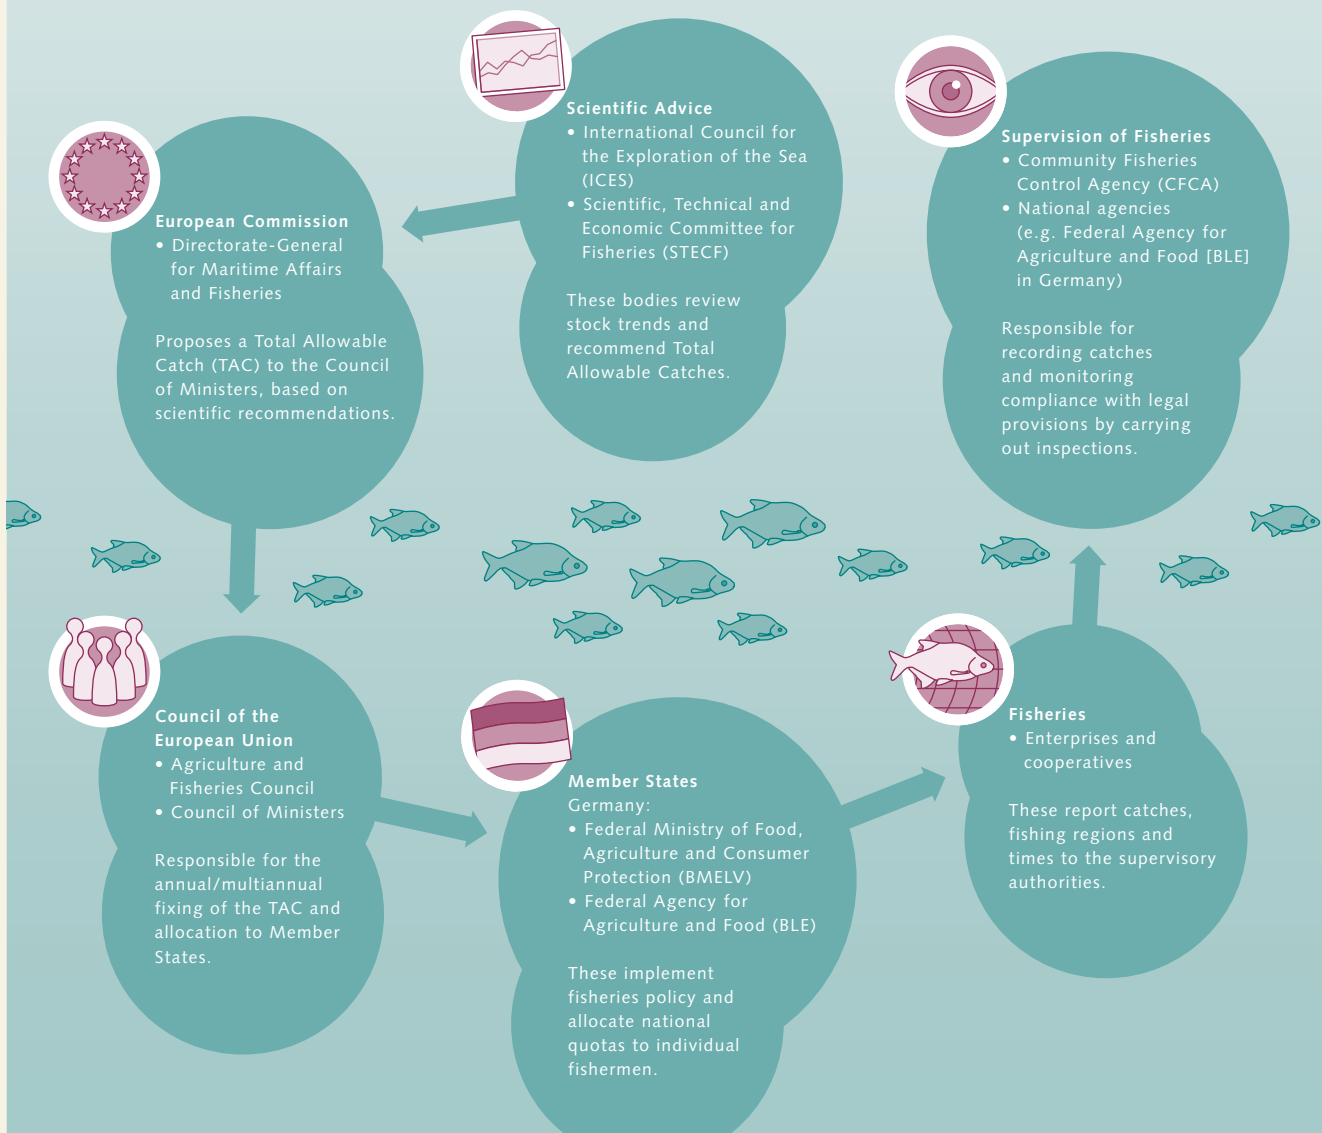 Scientific Advice
• International Council for
the Exploration of the Sea
(ICES)
• Scientific, Technical and
Economic Committee for
Fisheries (STECF)
These bodies review
stock trends and
recommend Total
Allowable Catches.
European Commission
• Directorate-General
for Maritime Affairs
and Fisheries
Proposes a Total Allowable
Catch (TAC) to the Council
of Ministers, based on
scientific recommendations.
Council of the
European Union
• Agriculture and
Fisheries Council
• Council of Ministers
Responsible for the
annual/multiannual
fixing of the TAC and
allocation to Member
States.
Member States
Germany:
• Federal Ministry of Food,
Agriculture and Consumer
Protection (BMELV)
• Federal Agency for
Agriculture and Food (BLE)
These implement
fisheries policy and
allocate national
quotas to individual
fishermen.
Fisheries
• Enterprises and
cooperatives
These report catches,
fishing regions and
times to the supervisory
authorities.
Supervision of Fisheries
• Community Fisheries
Control Agency (CFCA)
• National agencies
(e.g. Federal Agency for
Agriculture and Food [BLE]
in Germany)
Responsible for
recording catches
and monitoring
compliance with legal
provisions by carrying
out inspections.